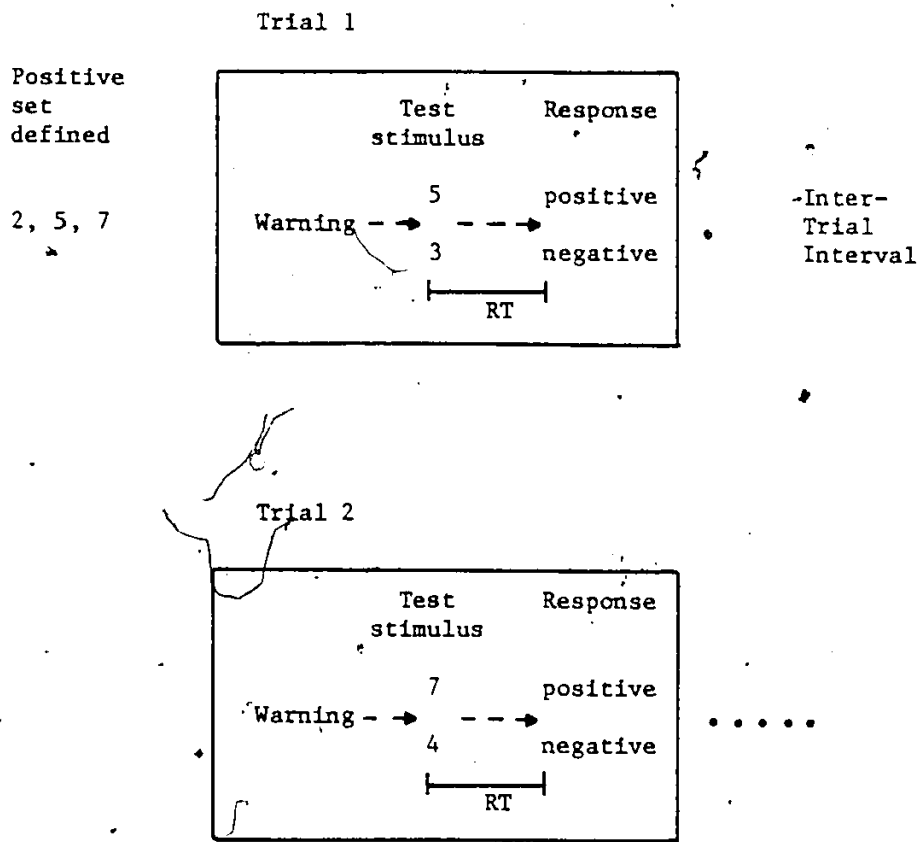 Trial 1
Positive
set
defined
2, 5, 7
Test
stimulus
Response
5
positive
Warning
3
negative
RT
Inter-
Trial
Interval
Trial 2
Test
stimulus
Response
7
positive
Warning
4
negative
RT
.....